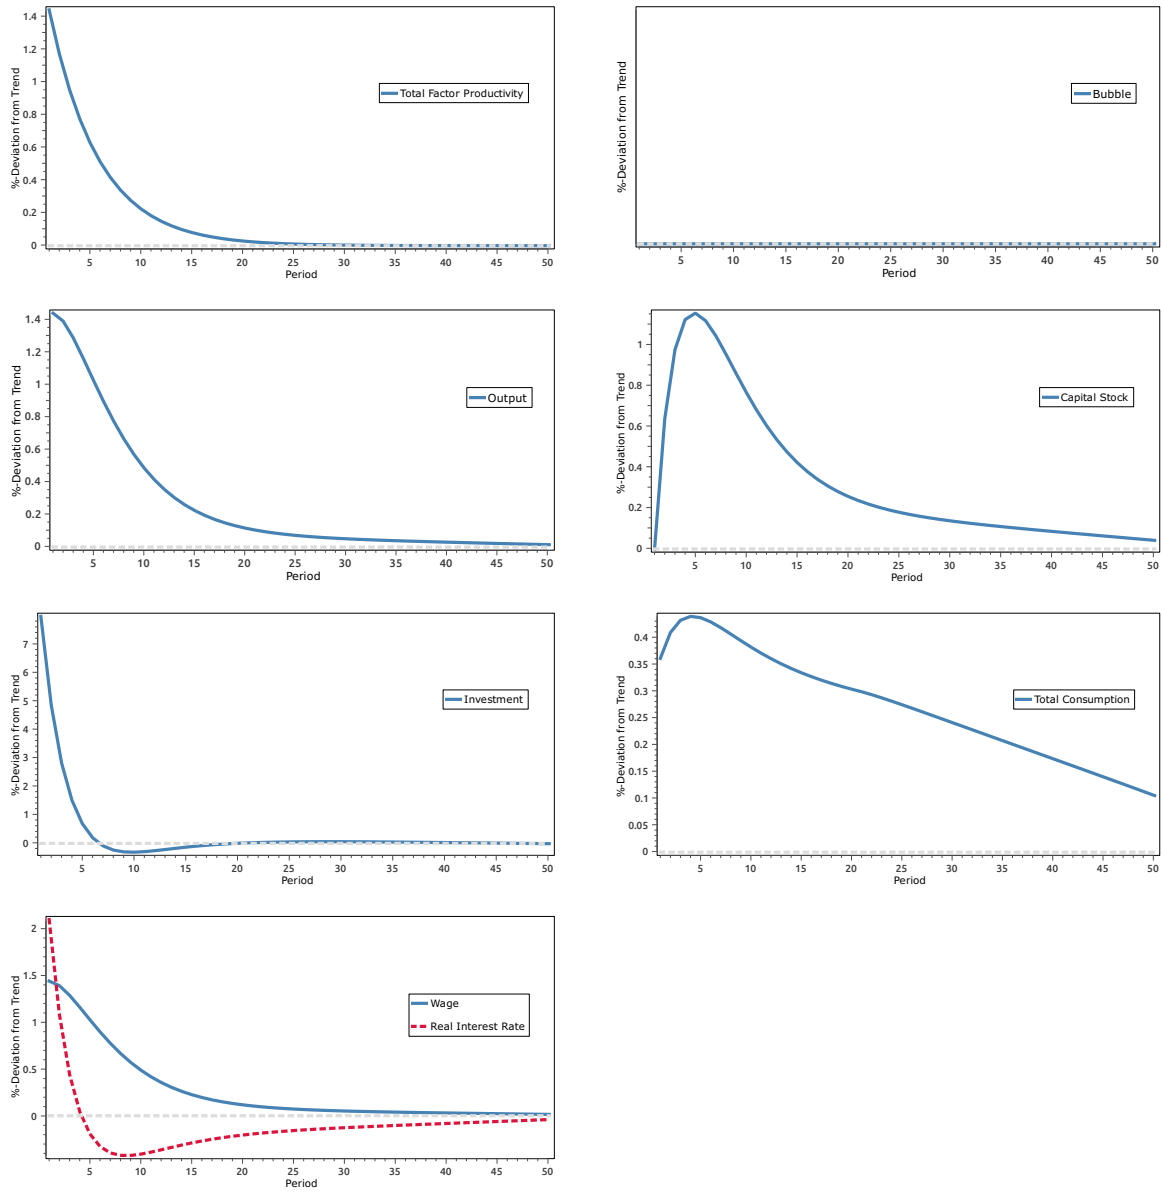 %-Deviation from Trend
1.4
1.2
1
0.8
0.6
0.4
0.2
0
Total Factor Productivity
5 10 15 20 25 30 35 40 45 50
Period
%-Deviation from Trend
Bubble
5 10 15 20 25 30 35 40 45 50
Period
%-Deviation from Trend
1.4
1.2
1
0.8
0.6
0.4
0.2
0
Output
5 10 15 20 25 30 35 40 45 50
Period
%-Deviation from Trend
1
0.8
0.6
0.4
0.2
0
Capital Stock
5 10 15 20 25 30 35 40 45 50
Period
%-Deviation from Trend
7
6
5
4
3
2
1
0
Investment
5 10 15 20 25 30 35 40 45 50
Period
%-Deviation from Trend
0.4
0.35
0.3
0.25
0.2
0.15
0.1
0.05
0
Total Consumption
5 10 15 20 25 30 35 40 45 50
Period
%-Deviation from Trend
2
1.5
1
0.5
0
Wage
Real Interest Rate
5 10 15 20 25 30 35 40 45 50
Period